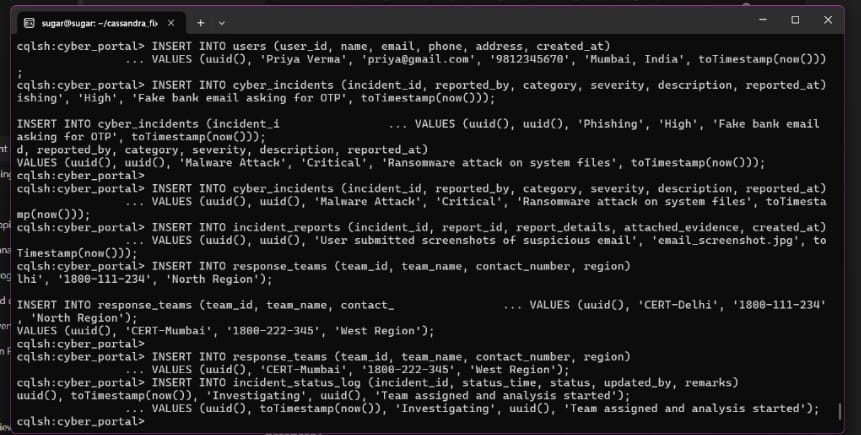 sugar@sugar: ~/cassandra_fix
cqlsh:cyber_portal> INSERT INTO users (user_id, name, email, phone, address, created_at)
... VALUES (uuid(), 'Priya Verma', 'priya@gmail.com', '9812345670', 'Mumbai, India', toTimestamp(now()))
;
cqlsh:cyber_portal> INSERT INTO cyber_incidents (incident_id, reported_by, category, severity, description, reported_at)
ishing', 'High', 'Fake bank email asking for OTP', toTimestamp(now()));
INSERT INTO cyber_incidents (incident_i ... VALUES (uuid(), uuid(), 'Phishing', 'High', 'Fake bank email
asking for OTP', toTimestamp(now()));
d, reported_by, category, severity, description, reported_at)
VALUES (uuid(), uuid(), 'Malware Attack', 'Critical', 'Ransomware attack on system files', toTimestamp(now()));
cqlsh:cyber_portal>
cqlsh:cyber_portal> INSERT INTO cyber_incidents (incident_id, reported_by, category, severity, description, reported_at)
... VALUES (uuid(), uuid(), 'Malware Attack', 'Critical', 'Ransomware attack on system files', toTimesta
mp(now()));
cqlsh:cyber_portal> INSERT INTO incident_reports (incident_id, report_id, report_details, attached_evidence, created_at)
... VALUES (uuid(), uuid(), 'User submitted screenshots of suspicious email', 'email_screenshot.jpg', to
Timestamp(now()));
cqlsh:cyber_portal> INSERT INTO response_teams (team_id, team_name, contact_number, region)
lhi', '1800-111-234', 'North Region');
INSERT INTO response_teams (team_id, team_name, contact_ ... VALUES (uuid(), 'CERT-Delhi', '1800-111-234'
, 'North Region');
VALUES (uuid(), 'CERT-Mumbai', '1800-222-345', 'West Region');
cqlsh:cyber_portal>
cqlsh:cyber_portal> INSERT INTO response_teams (team_id, team_name, contact_number, region)
... VALUES (uuid(), 'CERT-Mumbai', '1800-222-345', 'West Region');
cqlsh:cyber_portal> INSERT INTO incident_status_log (incident_id, status_time, status, updated_by, remarks)
uuid(), toTimestamp(now()), 'Investigating', uuid(), 'Team assigned and analysis started');
... VALUES (uuid(), toTimestamp(now()), 'Investigating', uuid(), 'Team assigned and analysis started');
cqlsh:cyber_portal>